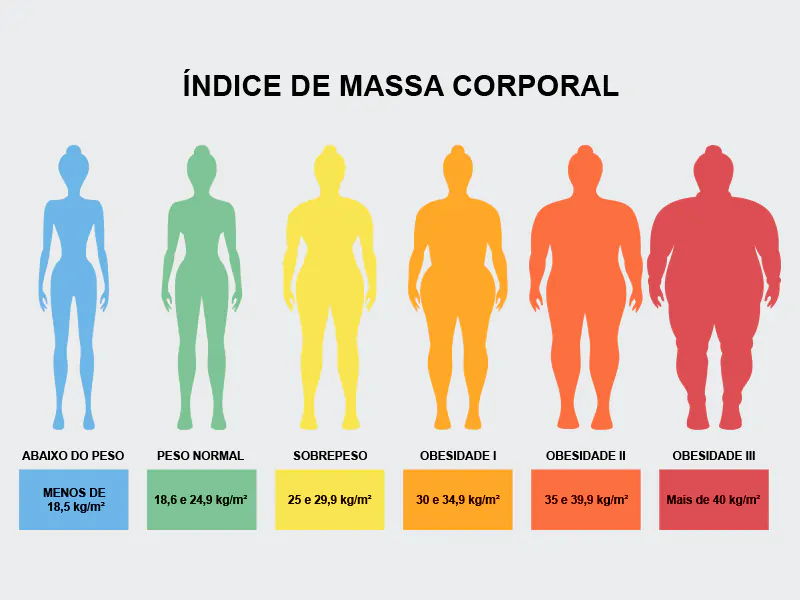 ÍNDICE DE MASSA CORPORAL
ABAIXO DO PESO
PESO NORMAL
SOBREPESO
OBESIDADE I
OBESIDADE II
OBESIDADE III
MENOS DE
18,5 kg/m²
18,6 e 24,9 kg/m²
25 e 29,9 kg/m²
30 e 34,9 kg/m²
35 e 39,9 kg/m²
Mais de 40 kg/m²